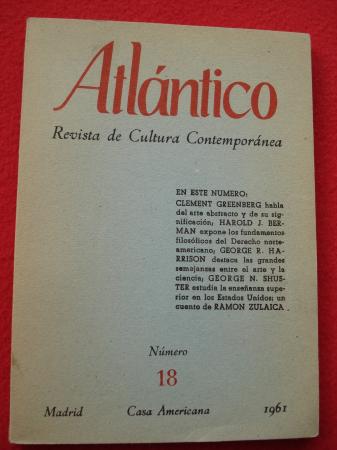 Atlántico
Revista de Cultura Contemporánea
EN ESTE NUMERO:
CLEMENT GREENBERG habla
del arte abstracto y de su sig-
nificación; HAROLD J. BER-
MAN expone los fundamentos
filosóficos del Derecho norte-
americano; GEORGE R. HA-
RRISON destaca las grandes
semejanzas entre el arte y la
ciencia; GEORGE N. SHUS-
TER estudia la enseñanza supe-
rior en los Estados Unidos; un
cuento de RAMON ZULAICA.
Número
18
Madrid Casa Americana 1961